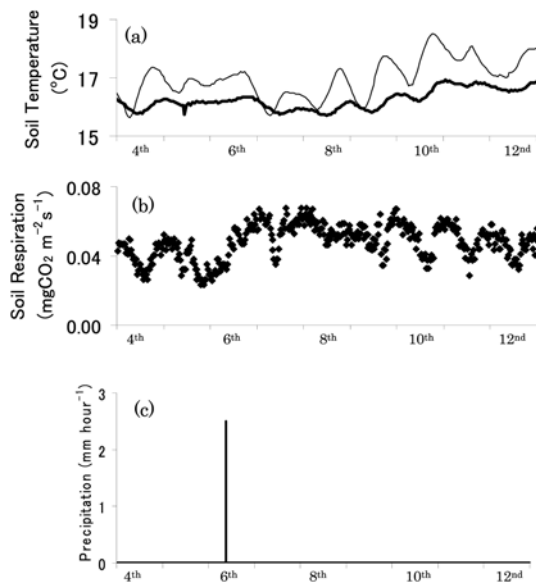 19
(a)
17
15
Soil Temperature
(°C)
4th 6th 8th 10th 12nd
0.08
(b)
0.04
0.00
Soil Respiration
(mgCO₂ m⁻² s⁻¹)
4th 6th 8th 10th 12nd
3
(c)
2
1
0
Precipitation (mm hour⁻¹)
4th 6th 8th 10th 12nd